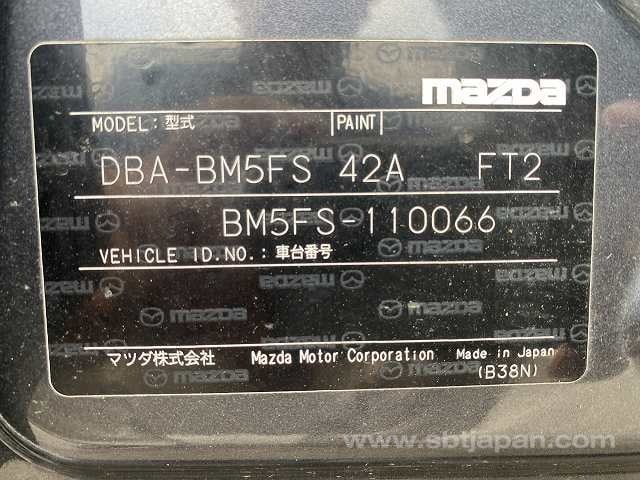 mazda
MODEL: 型式 PAINT
DBA-BM5FS 42A FT2
BM5FS-110066
VEHICLE ID.NO.: 車台番号
マツダ株式会社 Mazda Motor Corporation Made in Japan
(B38N)
www.sbtjapan.com